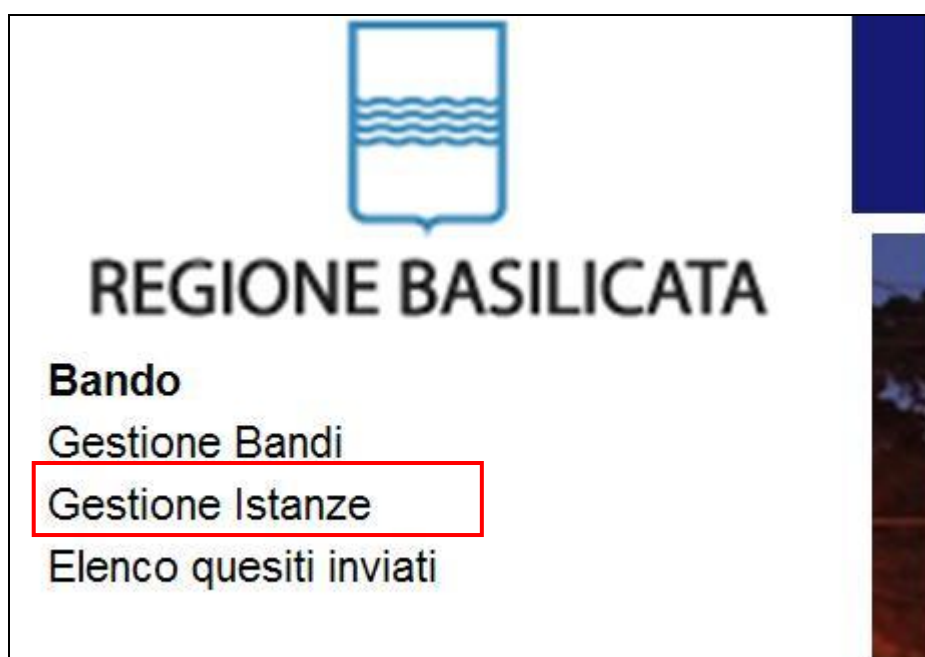 REGIONE BASILICATA
Bando
Gestione Bandi
Gestione Istanze
Elenco quesiti inviati